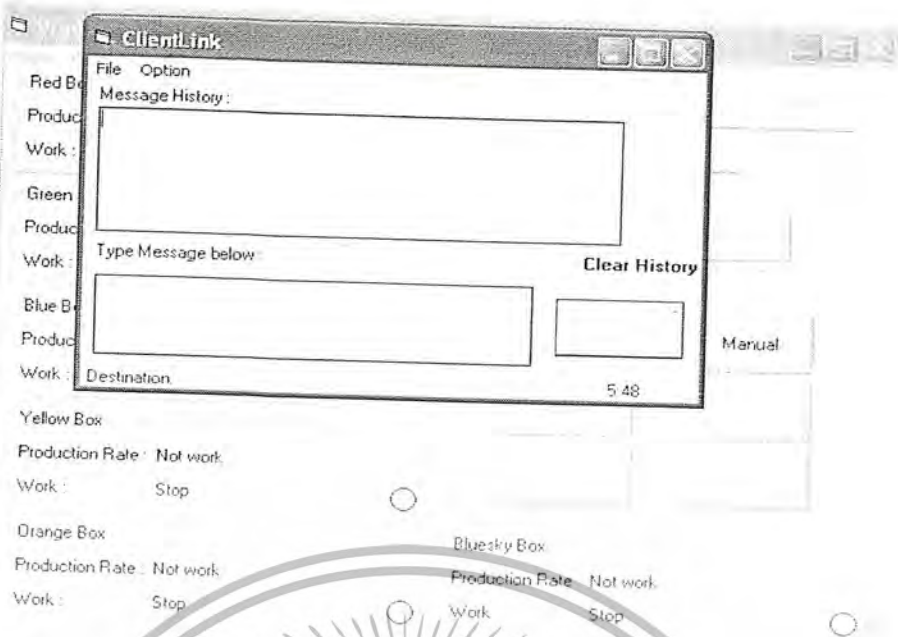 ClientLink
File Option
Message History :
Type Message below :
Clear History
Destination
5:48
Red Bo
Produc
Work :
Green
Produc
Work :
Blue B
Produc
Work :
Manual
Yellow Box
Production Rate : Not work
Work : Stop
Orange Box
Production Rate : Not work
Work : Stop
Bluesky Box
Production Rate Not work
Work Stop